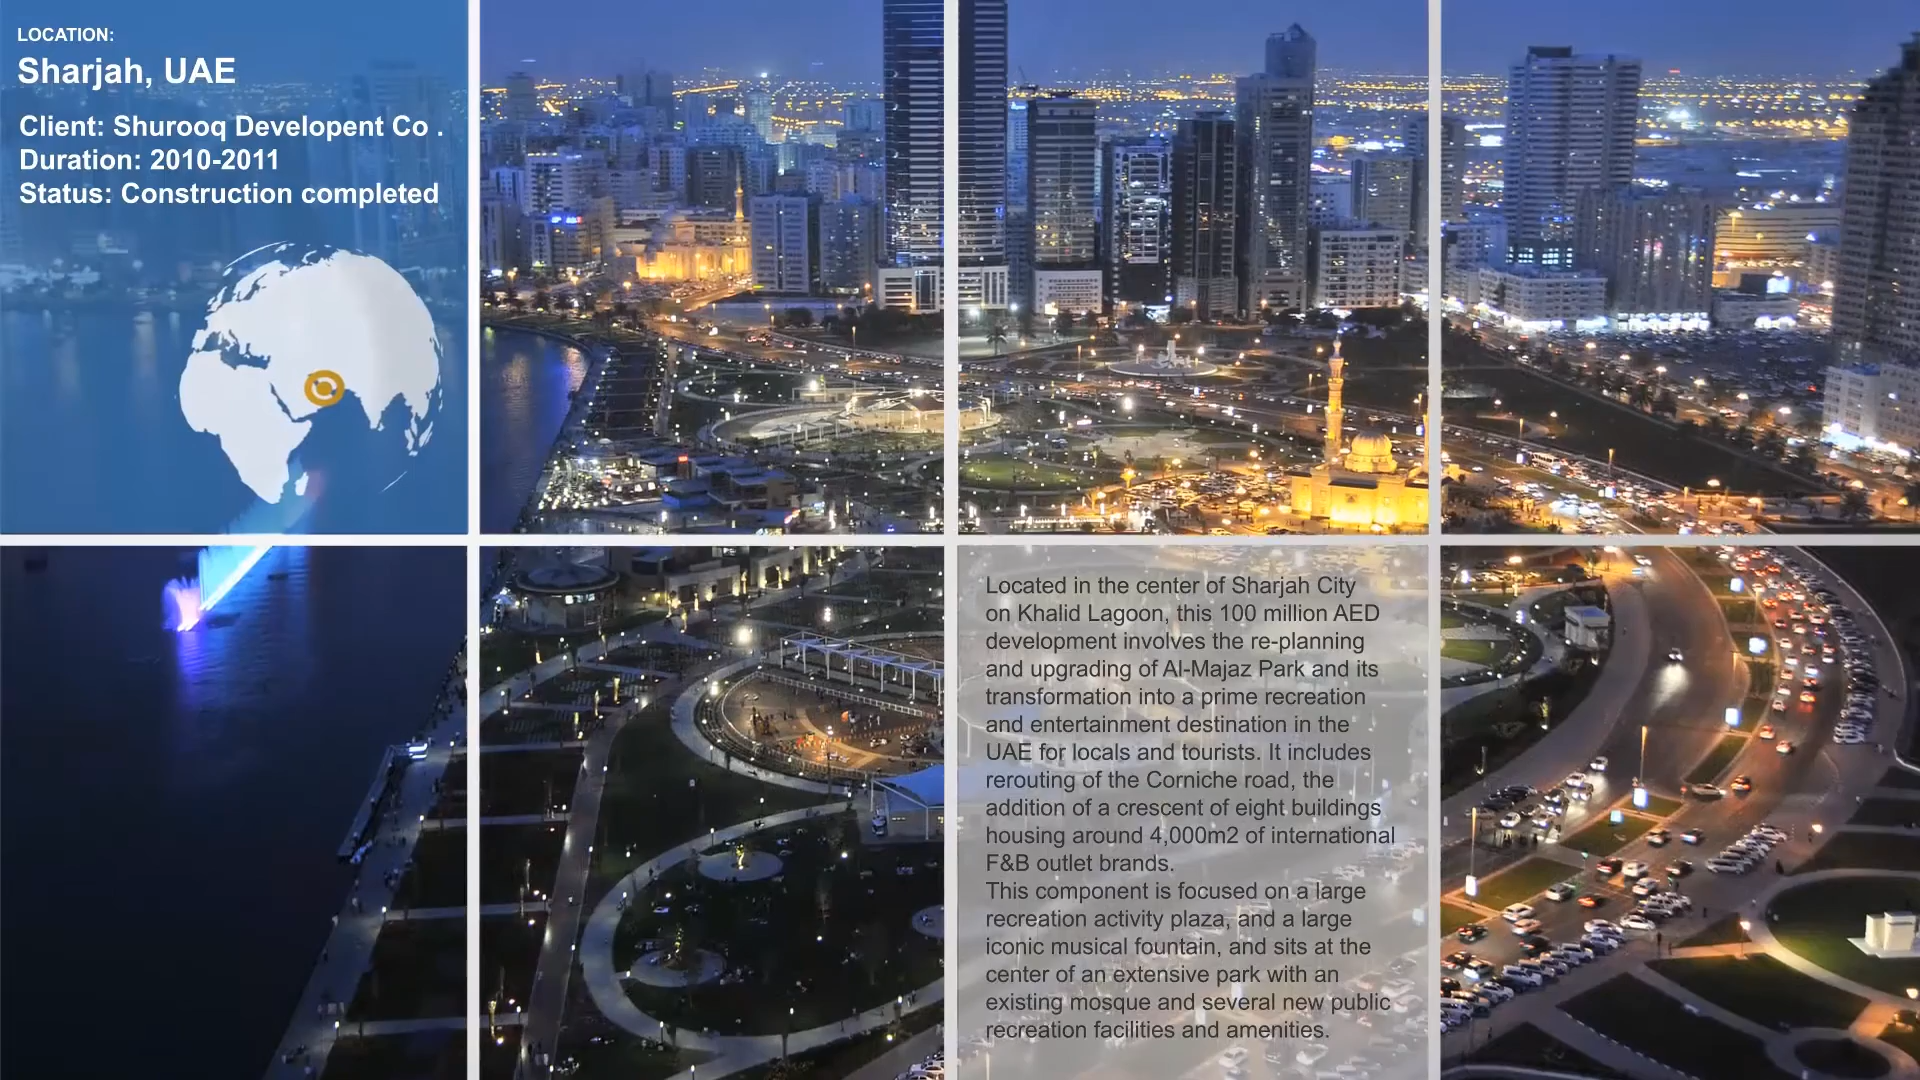 LOCATION:
Sharjah, UAE
Client: Shurooq Developent Co .
Duration: 2010-2011
Status: Construction completed
Located in the center of Sharjah City
on Khalid Lagoon, this 100 million AED
development involves the re-planning
and upgrading of Al-Majaz Park and its
transformation into a prime recreation
and entertainment destination in the
UAE for locals and tourists. It includes
rerouting of the Corniche road, the
addition of a crescent of eight buildings
housing around 4,000m2 of international
F&B outlet brands.
This component is focused on a large
recreation activity plaza, and a large
iconic musical fountain, and sits at the
center of an extensive park with an
existing mosque and several new public
recreation facilities and amenities.